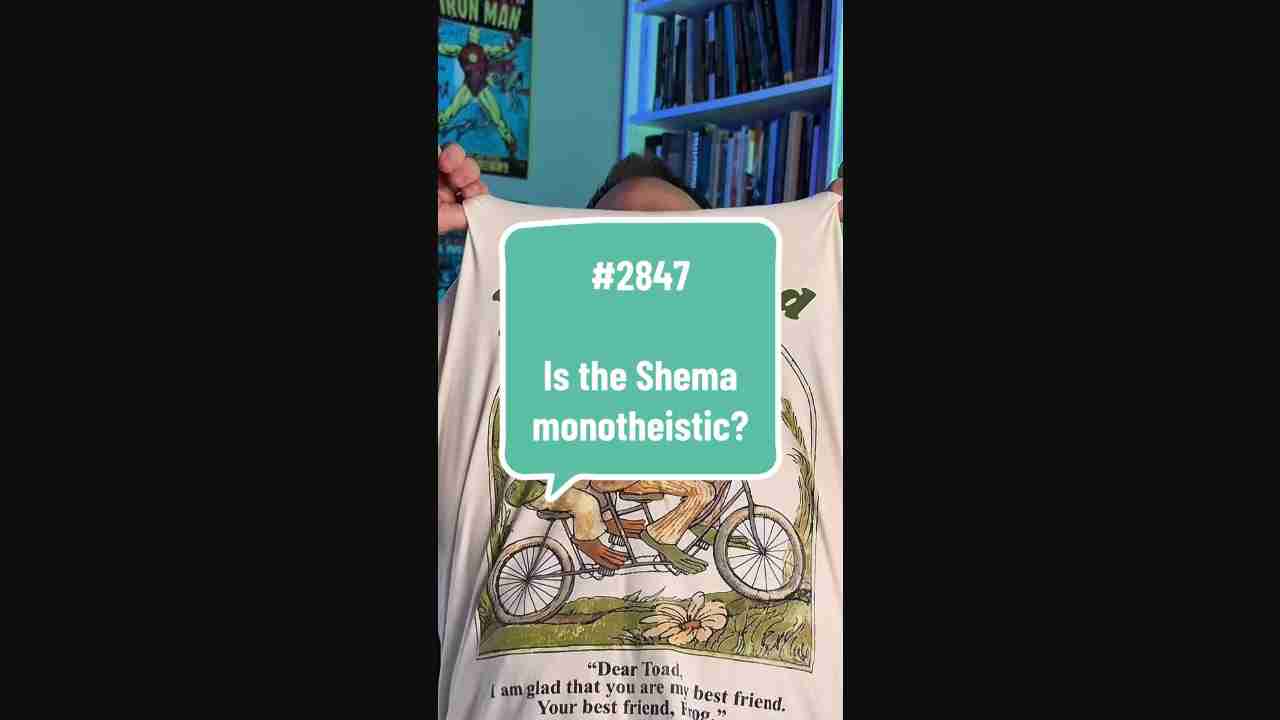 IRON MAN
#2847
Is the Shema
monotheistic?
“Dear Toad,
I am glad that you are my best friend.
Your best friend, Frog.”